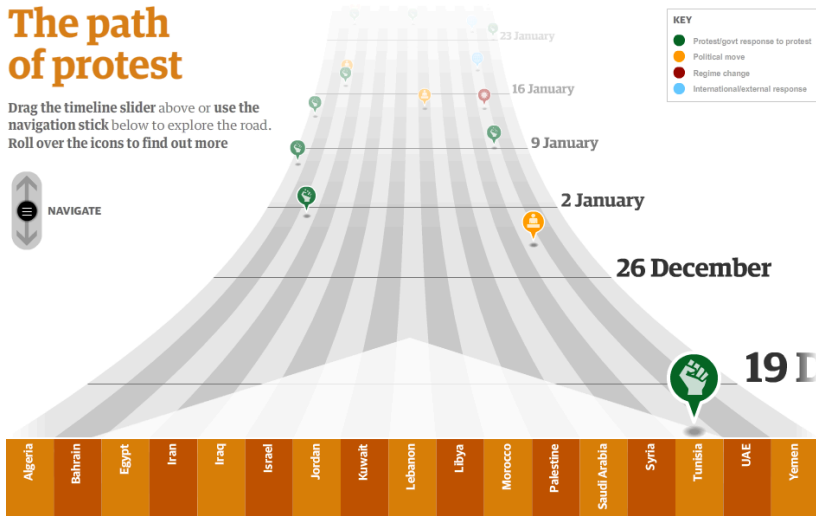 The path
of protest
Drag the timeline slider above or use the
navigation stick below to explore the road.
Roll over the icons to find out more
NAVIGATE
KEY
Protest/govt response to protest
Political move
Regime change
International/external response
23 January
16 January
9 January
2 January
26 December
19 D
Algeria
Bahrain
Egypt
Iran
Iraq
Israel
Jordan
Kuwait
Lebanon
Libya
Morocco
Palestine
Saudi Arabia
Syria
Tunisia
UAE
Yemen